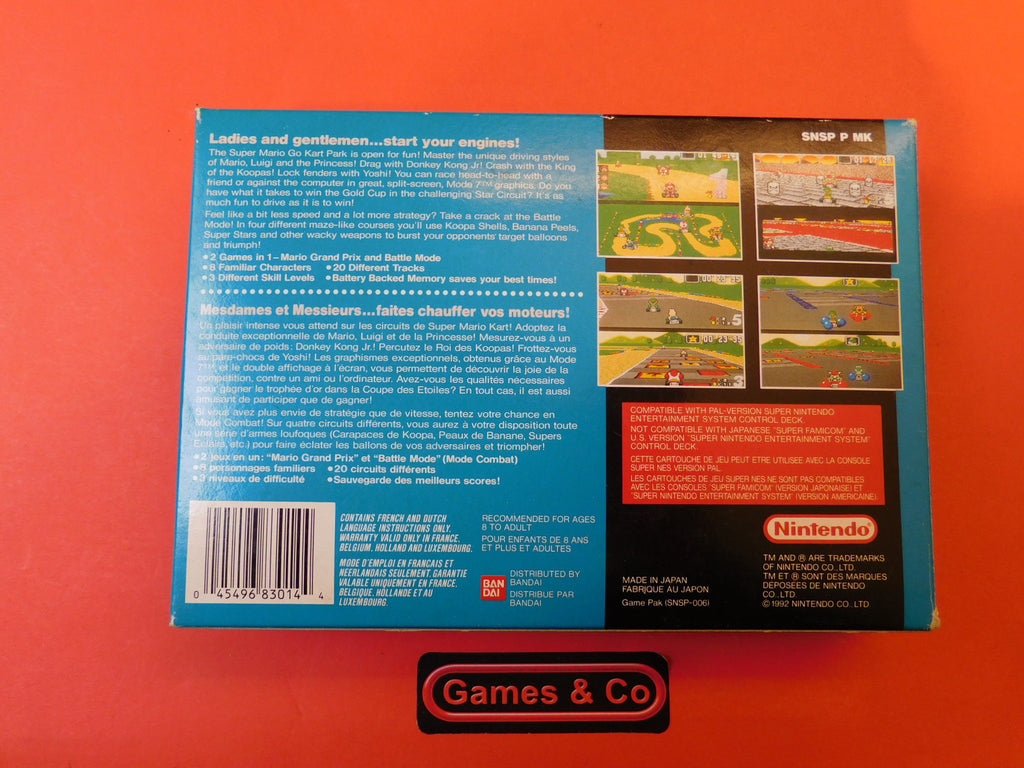 Ladies and gentlemen...start your engines!
The Super Mario Go Kart Park is open for fun! Master the unique driving styles
of Mario, Luigi and the Princess! Drag with Donkey Kong Jr! Crash with the King
of the Koopas! Lock fenders with Yoshi! You can race head-to-head with a
friend or against the computer in great, split-screen, Mode 7™ graphics. Do you
have what it takes to win the Gold Cup in the challenging Star Circuit? It's as
much fun to drive as it is to win!
Feel like a bit less speed and a lot more strategy? Take a crack at the Battle
Mode! In four different maze-like courses you'll use Koopa Shells, Banana Peels,
Super Stars and other wacky weapons to burst your opponents' target balloons
and triumph!
•2 Games in 1–Mario Grand Prix and Battle Mode
•8 Familiar Characters •20 Different Tracks
•3 Different Skill Levels •Battery Backed Memory saves your best times!
Mesdames et Messieurs...faites chauffer vos moteurs!
Un plaisir intense vous attend sur les circuits de Super Mario Kart! Adoptez la
conduite exceptionnelle de Mario, Luigi et de la Princesse! Mesurez-vous à un
adversaire de poids: Donkey Kong Jr.! Percutez le Roi des Koopas! Frottez-vous
au pare-chocs de Yoshi! Les graphismes exceptionnels, obtenus grâce au Mode
7™, et le double affichage à l'écran, vous permettent de découvrir la joie de la
compétition, contre un ami ou l'ordinateur. Avez-vous les qualités nécessaires
pour gagner le trophée d'or dans la Coupe des Etoiles? En tout cas, il est aussi
amusant de participer que de gagner!
Si vous avez plus envie de stratégie que de vitesse, tentez votre chance en
Mode Combat! Sur quatre circuits différents, vous aurez à votre disposition toute
une série d'armes loufoques (Carapaces de Koopa, Peaux de Banane, Supers
Etoiles, etc.) pour faire éclater les ballons de vos adversaires et triompher!
•2 jeux en un: "Mario Grand Prix" et "Battle Mode" (Mode Combat)
•8 personnages familiers •20 circuits différents
•3 niveaux de difficulté •Sauvegarde des meilleurs scores!
0 45496 83014 4
CONTAINS FRENCH AND DUTCH
LANGUAGE INSTRUCTIONS ONLY.
WARRANTY VALID ONLY IN FRANCE,
BELGIUM, HOLLAND AND LUXEMBOURG.
MODE D'EMPLOI EN FRANCAIS ET
NEERLANDAIS SEULEMENT. GARANTIE
VALABLE UNIQUEMENT EN FRANCE,
BELGIQUE, HOLLANDE ET AU
LUXEMBOURG.
RECOMMENDED FOR AGES
8 TO ADULT
POUR ENFANTS DE 8 ANS
ET PLUS ET ADULTES
BAN
DAI
DISTRIBUTED BY
BANDAI
DISTRIBUE PAR
BANDAI
SNSP P MK
00"23"35
5
00'23"35
COMPATIBLE WITH PAL-VERSION SUPER NINTENDO
ENTERTAINMENT SYSTEM CONTROL DECK.
NOT COMPATIBLE WITH JAPANESE "SUPER FAMICOM" AND
U.S. VERSION "SUPER NINTENDO ENTERTAINMENT SYSTEM"
CONTROL DECK.
CETTE CARTOUCHE DE JEU PEUT ETRE UTILISEE AVEC LA CONSOLE
SUPER NES VERSION PAL.
LES CARTOUCHES DE JEU SUPER NES NE SONT PAS COMPATIBLES
AVEC LES CONSOLES "SUPER FAMICOM" (VERSION JAPONAISE) ET
"SUPER NINTENDO ENTERTAINMENT SYSTEM" (VERSION AMERICAINE).
Nintendo®
TM AND ® ARE TRADEMARKS
OF NINTENDO CO., LTD.
TM ET ® SONT DES MARQUES
DEPOSEES DE NINTENDO
CO., LTD.
©1992 NINTENDO CO., LTD
MADE IN JAPAN
FABRIQUE AU JAPON
Game Pak (SNSP-006)
Games & Co